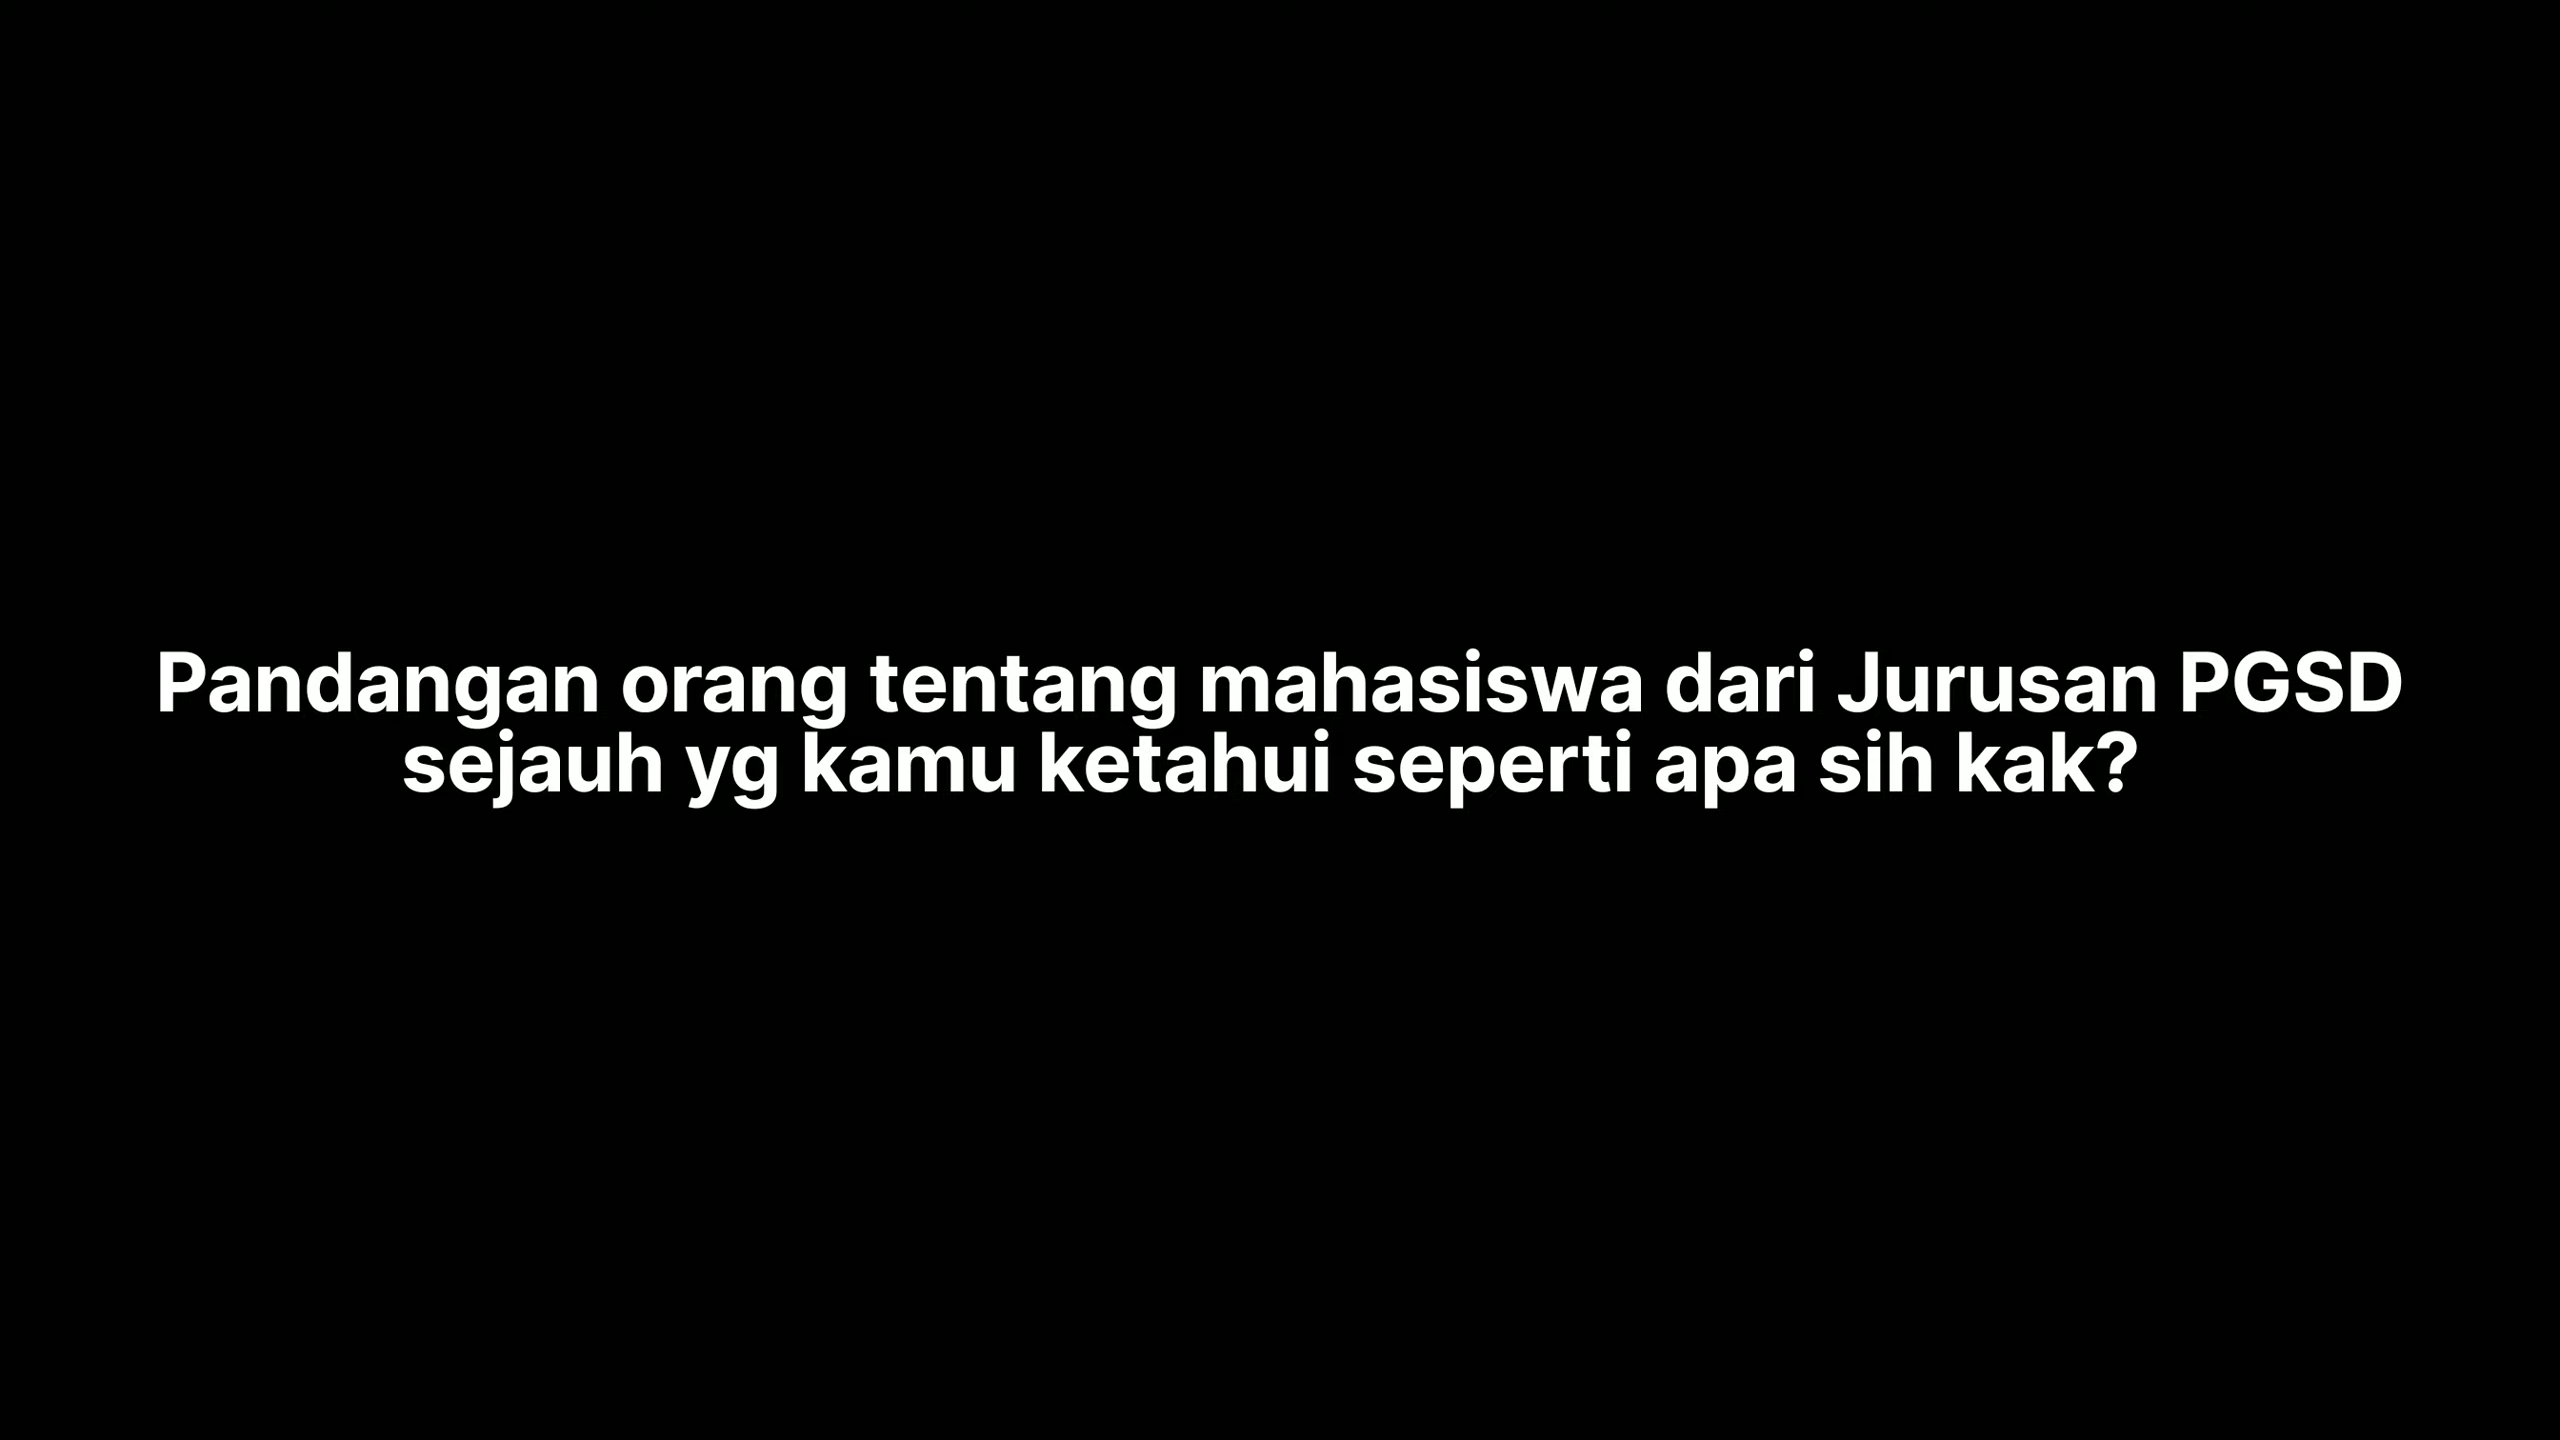 Pandangan orang tentang mahasiswa dari Jurusan PGSD
sejauh yg kamu ketahui seperti apa sih kak?